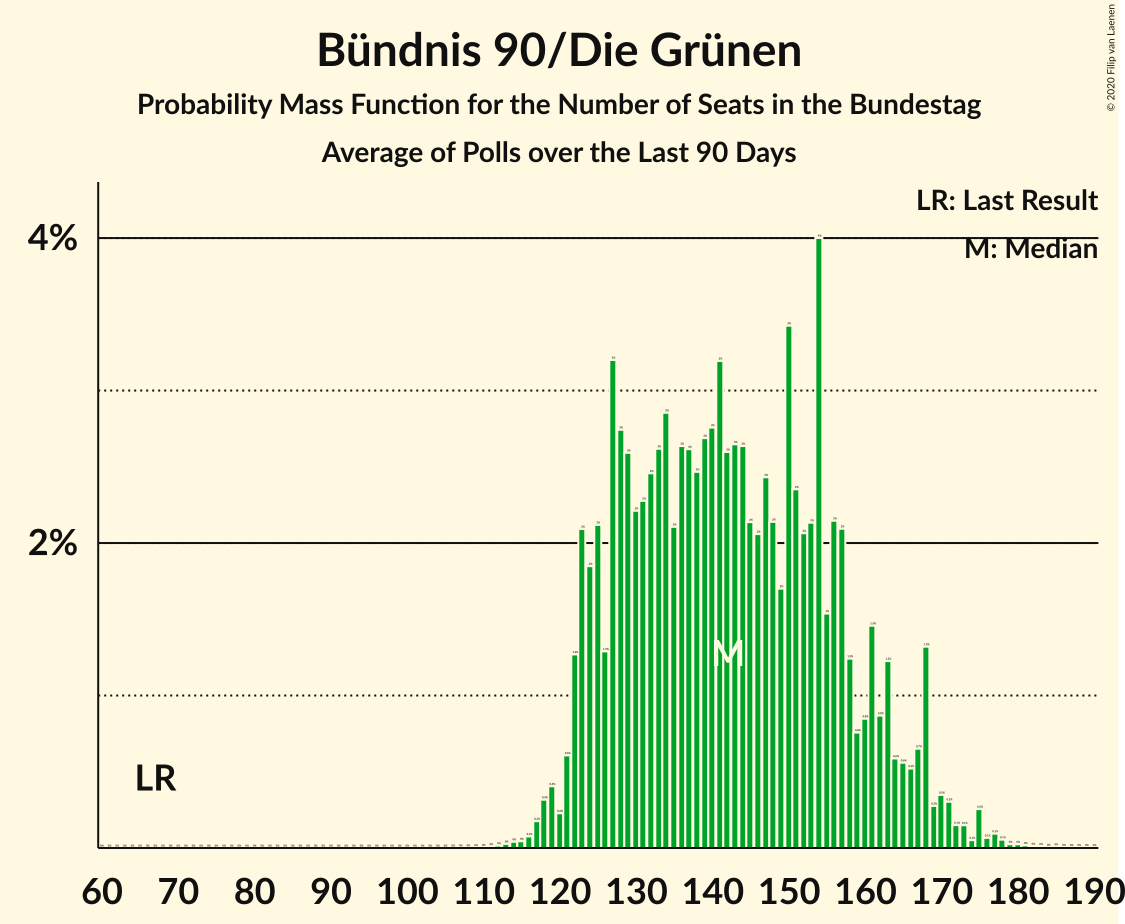 Bündnis 90/Die Grünen
Probability Mass Function for the Number of Seats in the Bundestag
Average of Polls over the Last 90 Days
© 2020 Filip van Laenen
LR: Last Result
M: Median
4%
2%
M
LR
60 70 80 90 100 110 120 130 140 150 160 170 180 190